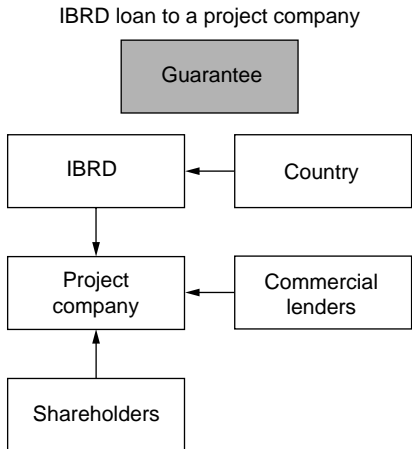 IBRD loan to a project company
Guarantee
IBRD
Country
Project
company
Commercial
lenders
Shareholders